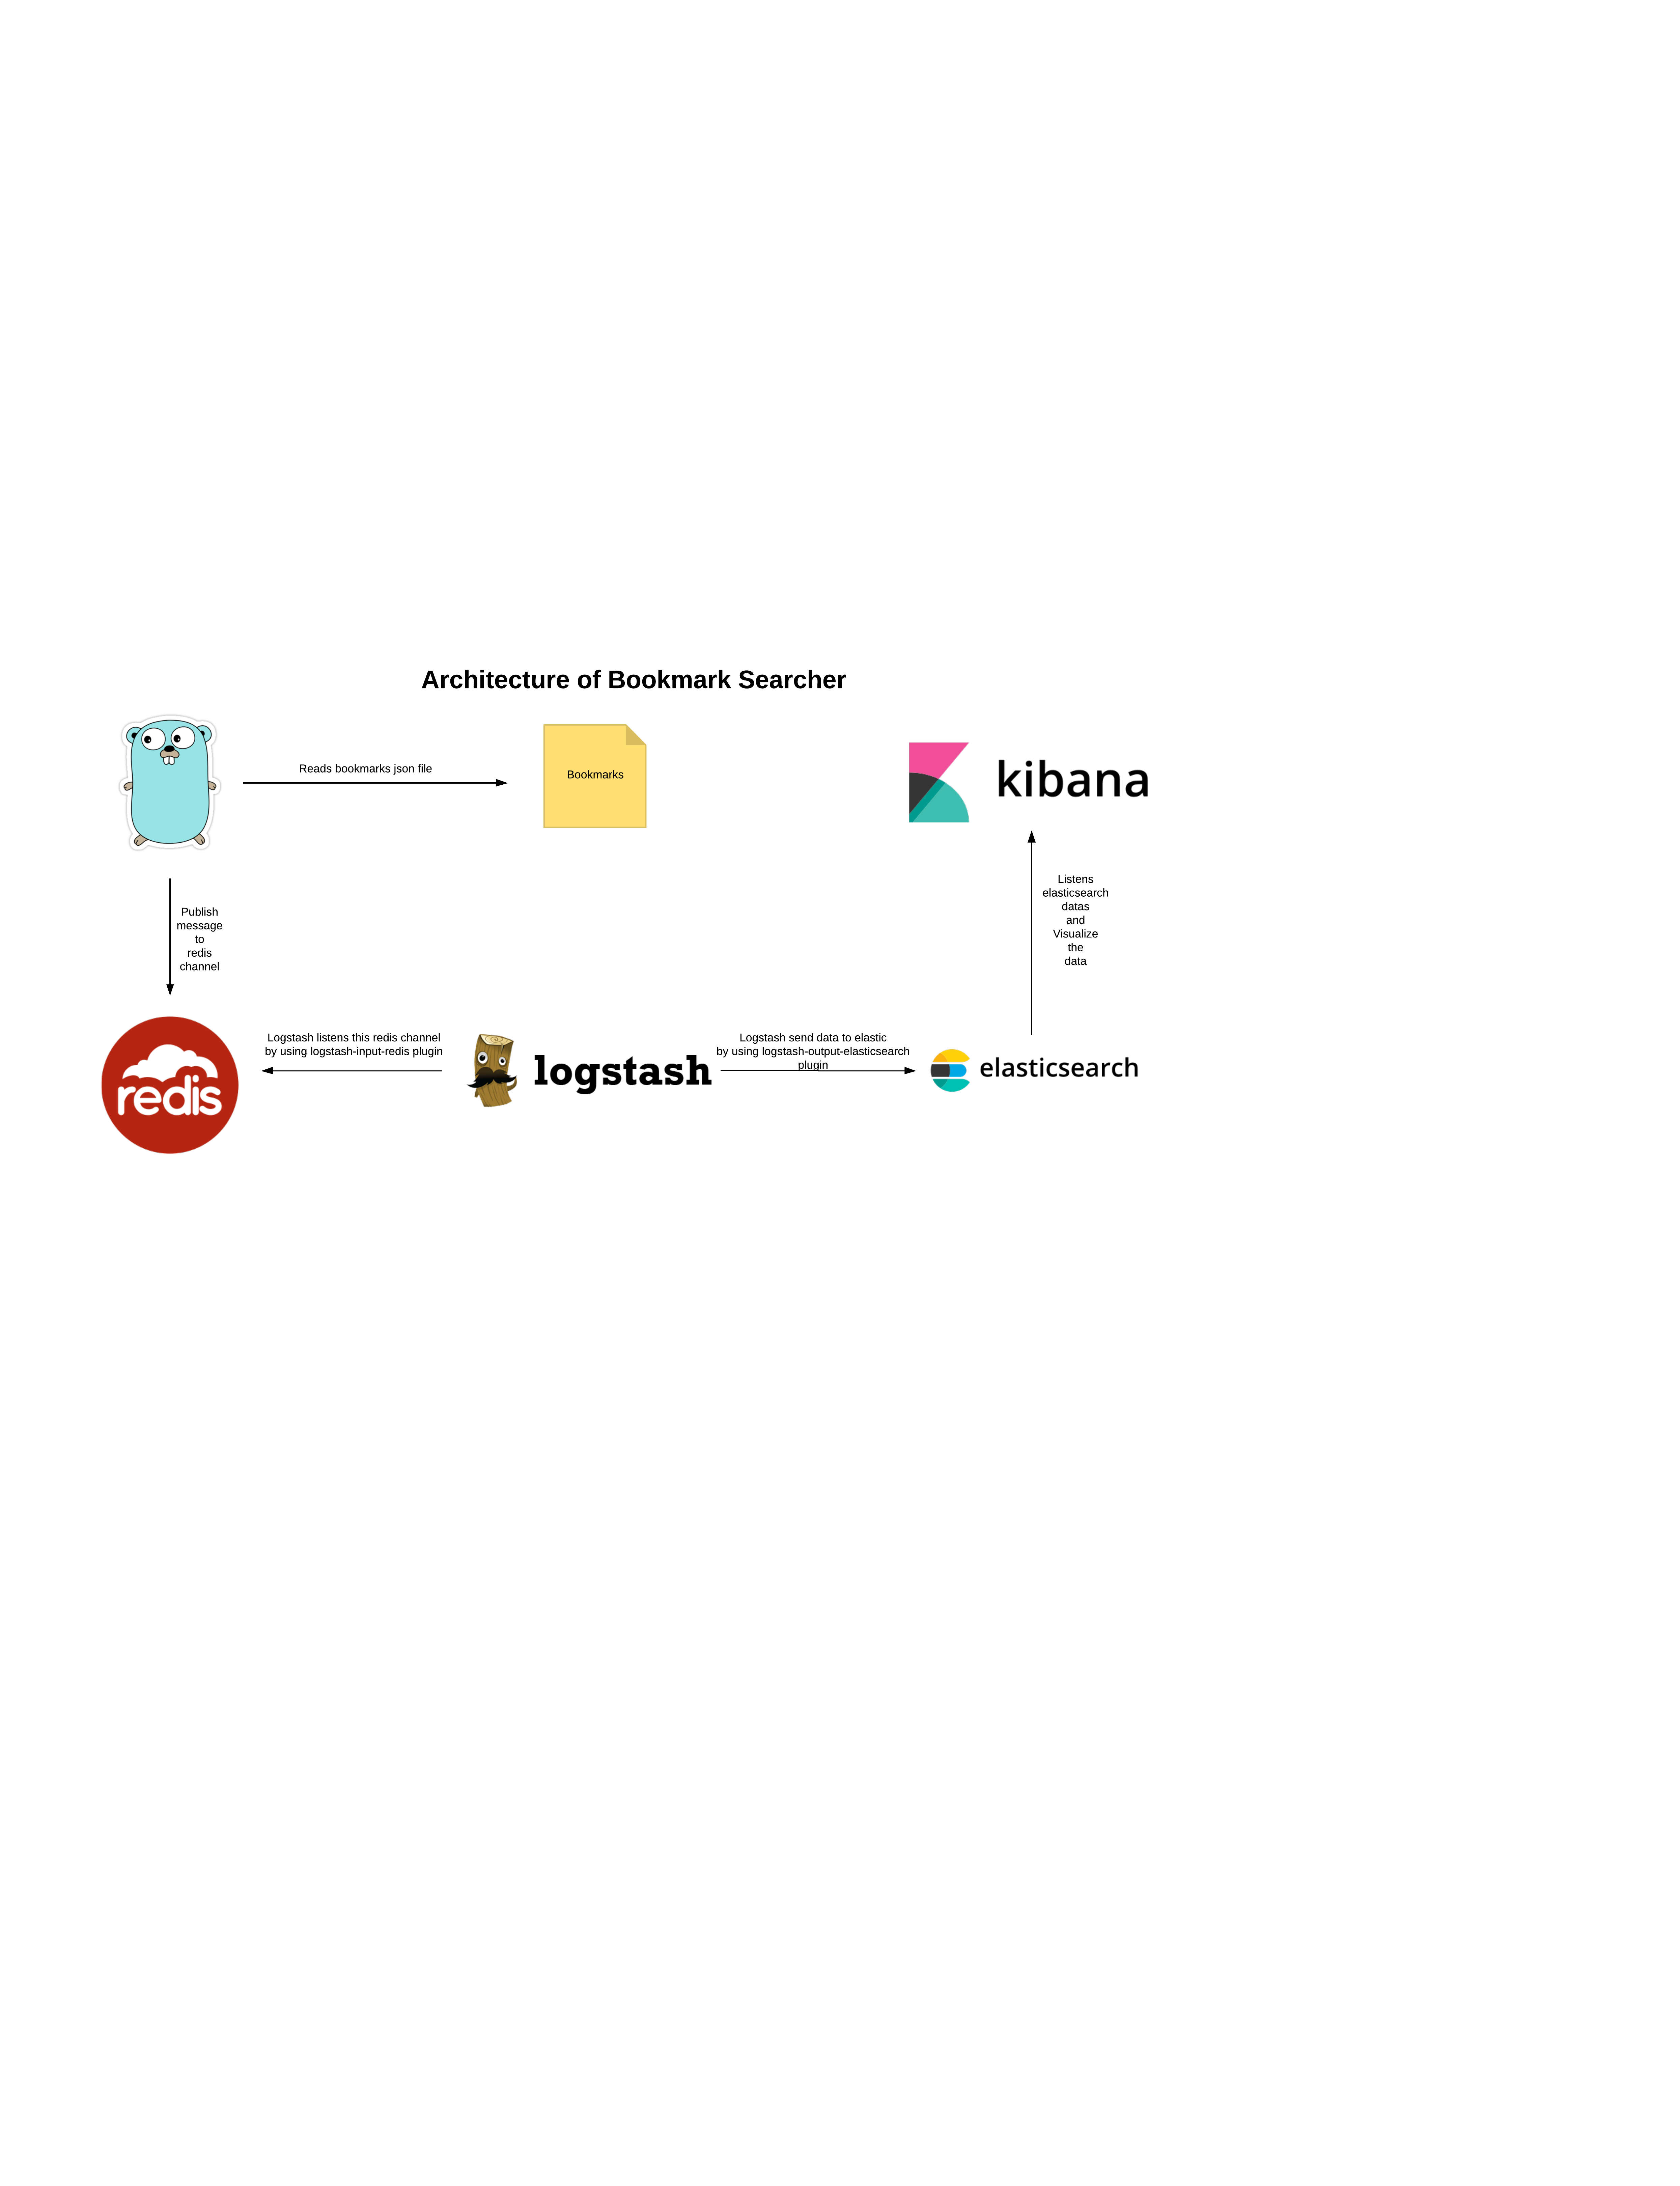 Architecture of Bookmark Searcher
Reads bookmarks json file
Bookmarks
kibana
Publish
message
to
redis
channel
Listens
elasticsearch
datas
and
Visualize
the
data
redis
Logstash listens this redis channel
by using logstash-input-redis plugin
logstash
Logstash send data to elastic
by using logstash-output-elasticsearch
plugin
elasticsearch